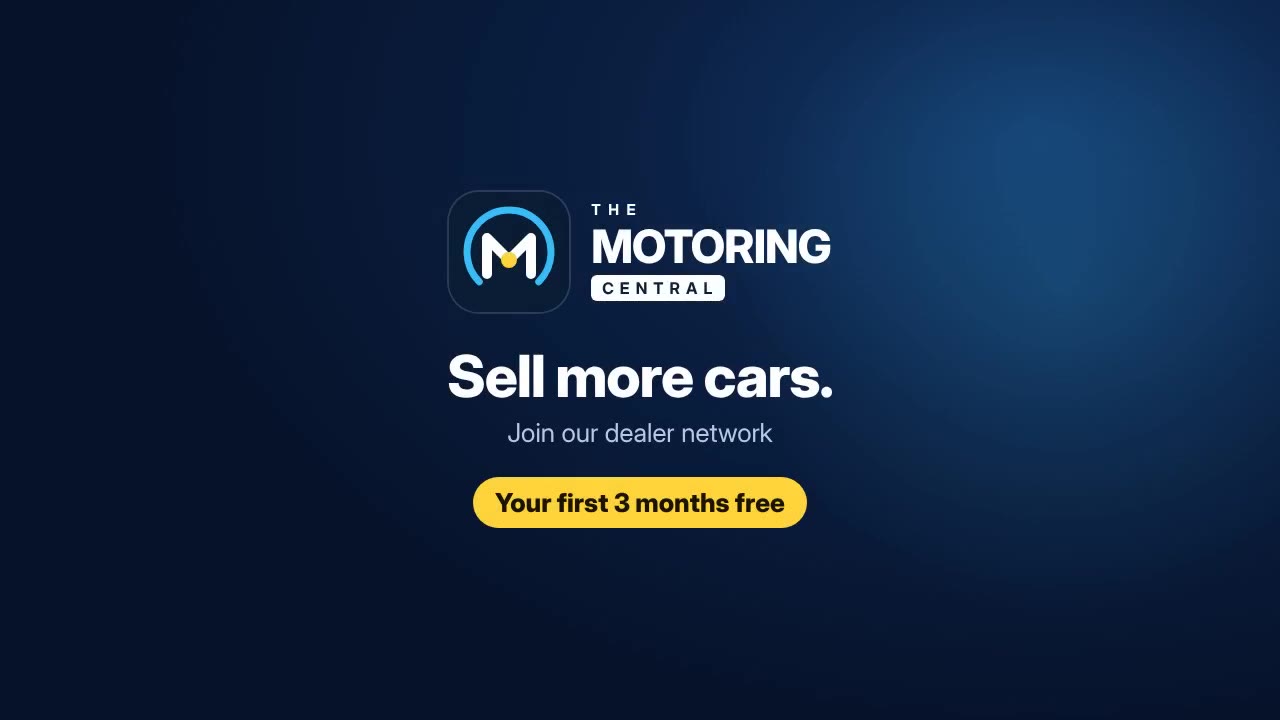 THE
MOTORING
CENTRAL
Sell more cars.
Join our dealer network
Your first 3 months free